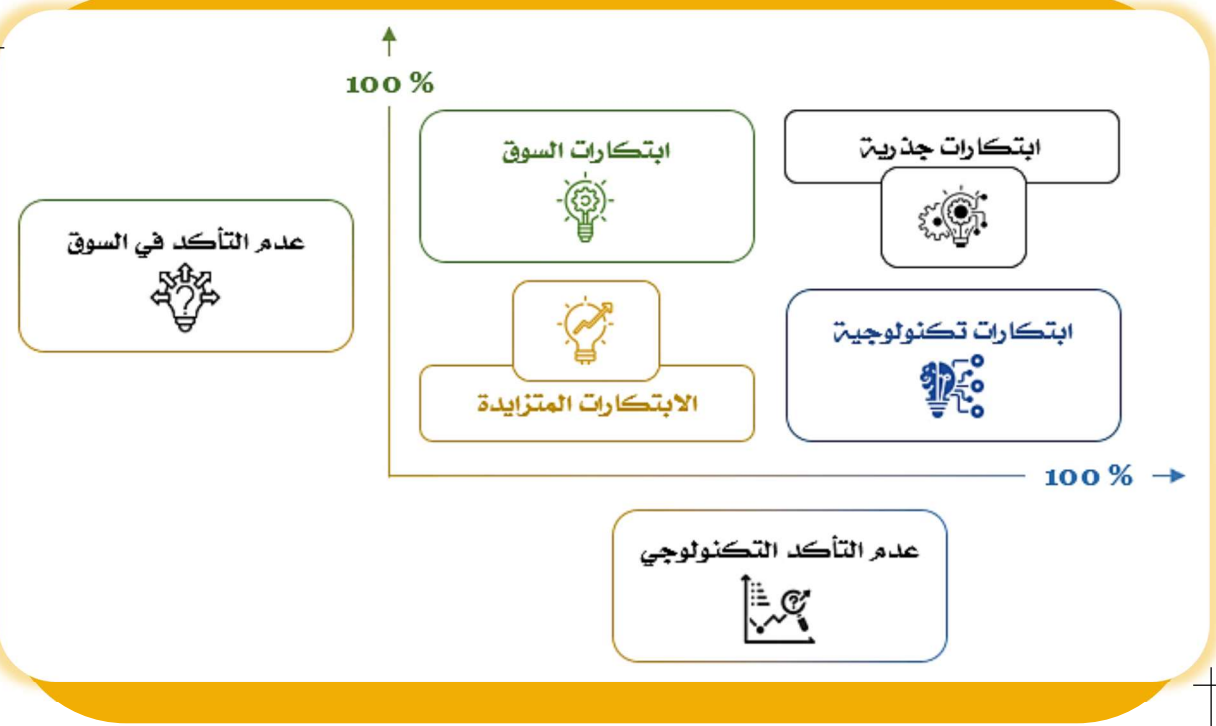 100 %
ابتكارات جذرية
ابتكارات السوق
عدم التأكد في السوق
ابتكارات تكنولوجية
الابتكارات المتزايدة
100 %
عدم التأكد التكنولوجي